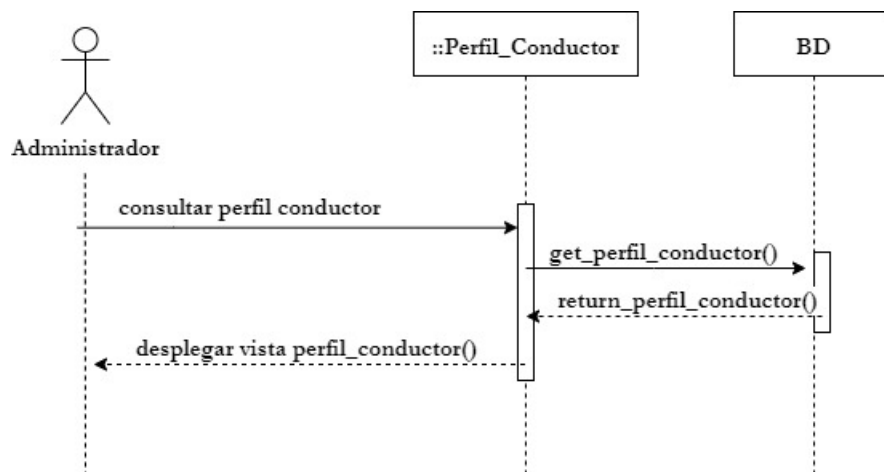 ::Perfil_Conductor
BD
Administrador
consultar perfil conductor
get_perfil_conductor()
return_perfil_conductor()
desplegar vista perfil_conductor()